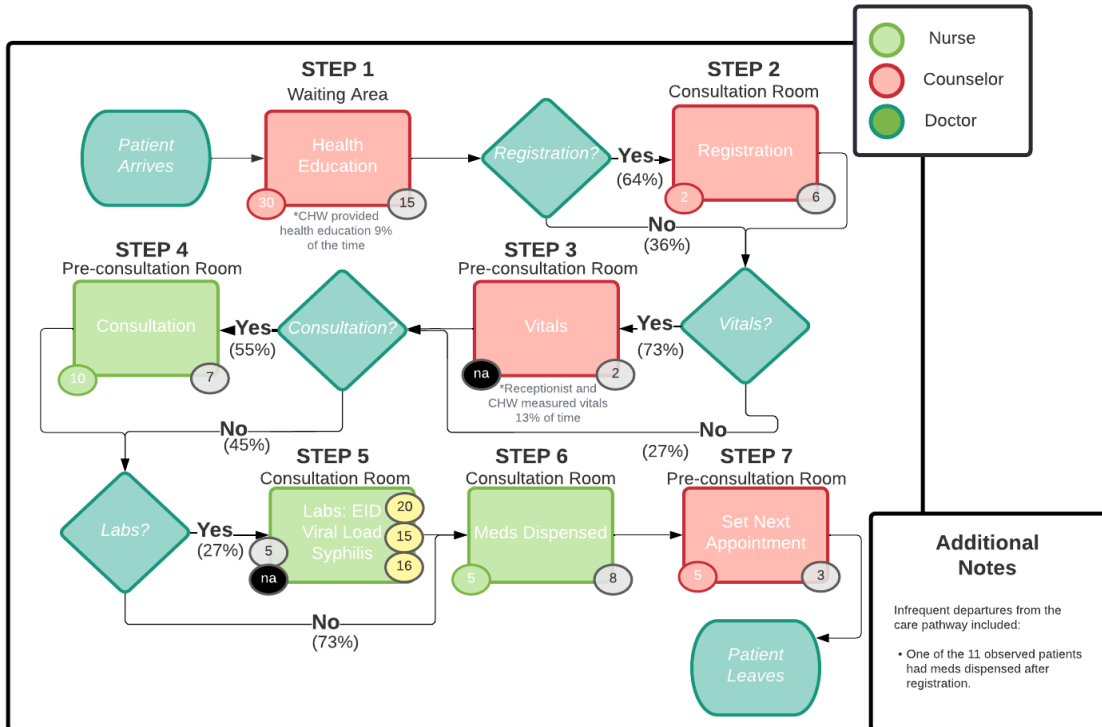 Nurse
Counselor
Doctor
STEP 1
Waiting Area
STEP 2
Consultation Room
Patient
Arrives
Health
Education
30
15
*CHW provided
health education 9%
of the time
Registration?
Yes
(64%)
Registration
2
6
No
(36%)
STEP 4
Pre-consultation Room
STEP 3
Pre-consultation Room
Consultation
10
7
Yes
(55%)
Consultation?
Vitals
na
2
*Receptionist and
CHW measured vitals
13% of time
Yes
(73%)
Vitals?
No
(45%)
No
(27%)
STEP 5
Consultation Room
STEP 6
Consultation Room
STEP 7
Pre-consultation Room
Labs?
Yes
(27%)
Labs: EID
Viral Load
Syphilis
20
15
16
5
na
Meds Dispensed
5
8
Set Next
Appointment
5
3
No
(73%)
Patient
Leaves
Additional
Notes
Infrequent departures from the
care pathway included:
• One of the 11 observed patients
had meds dispensed after
registration.